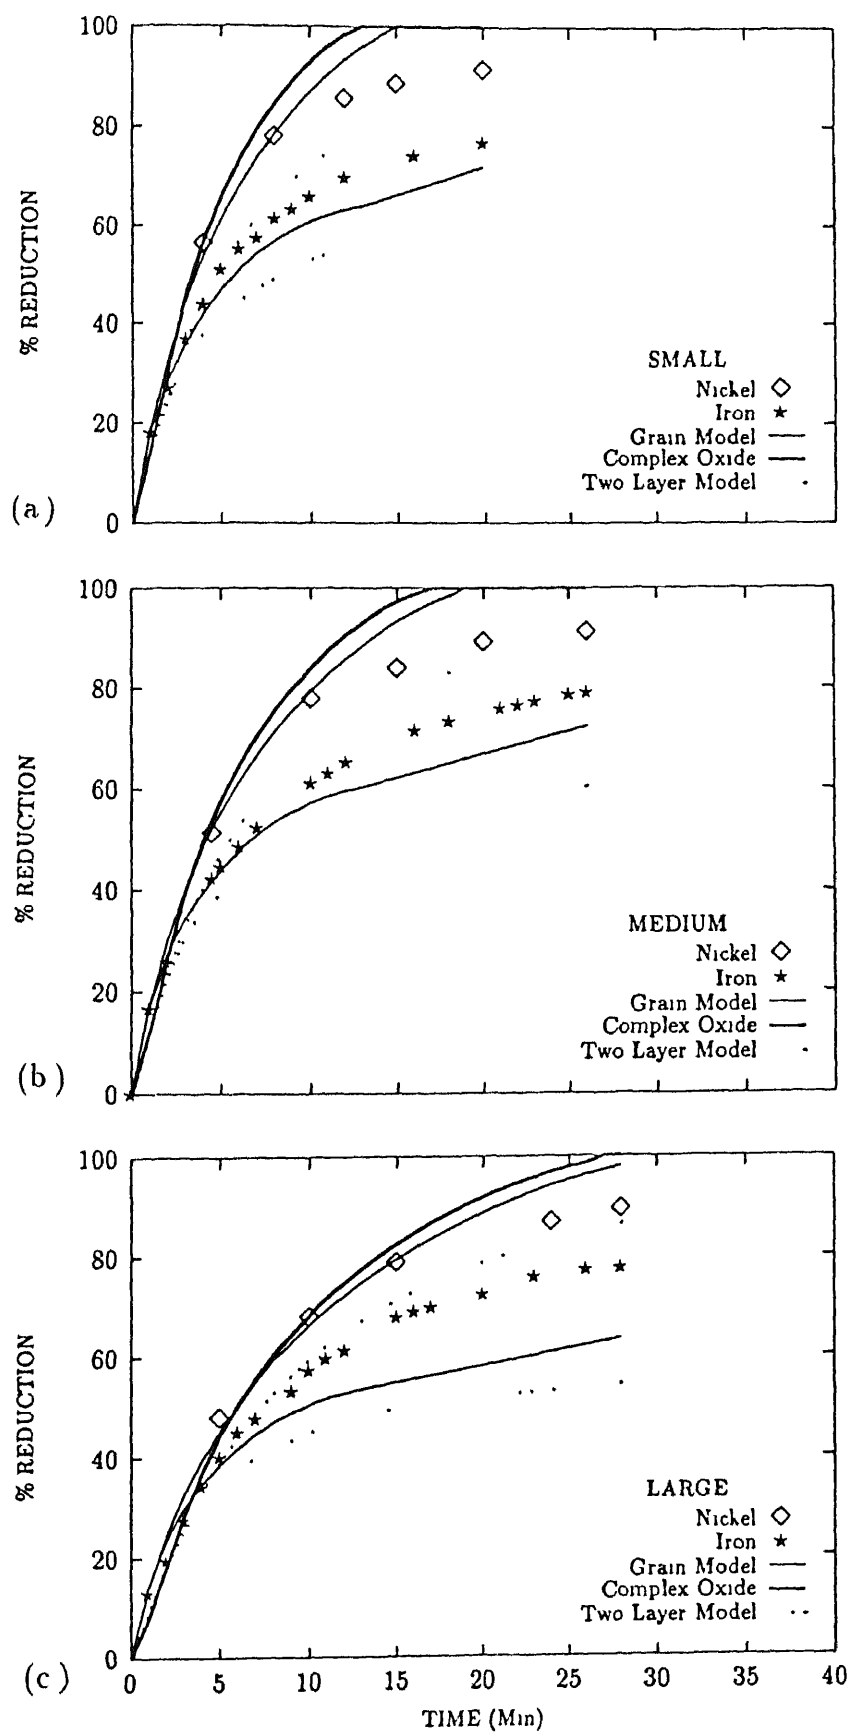 100
80
60
40
20
0
% REDUCTION
(a)
SMALL
Nickel
Iron
Grain Model
Complex Oxide
Two Layer Model
100
80
60
40
20
0
% REDUCTION
(b)
MEDIUM
Nickel
Iron
Grain Model
Complex Oxide
Two Layer Model
100
80
60
40
20
0
% REDUCTION
(c)
LARGE
Nickel
Iron
Grain Model
Complex Oxide
Two Layer Model
0 5 10 15 20 25 30 35 40
TIME (Min)